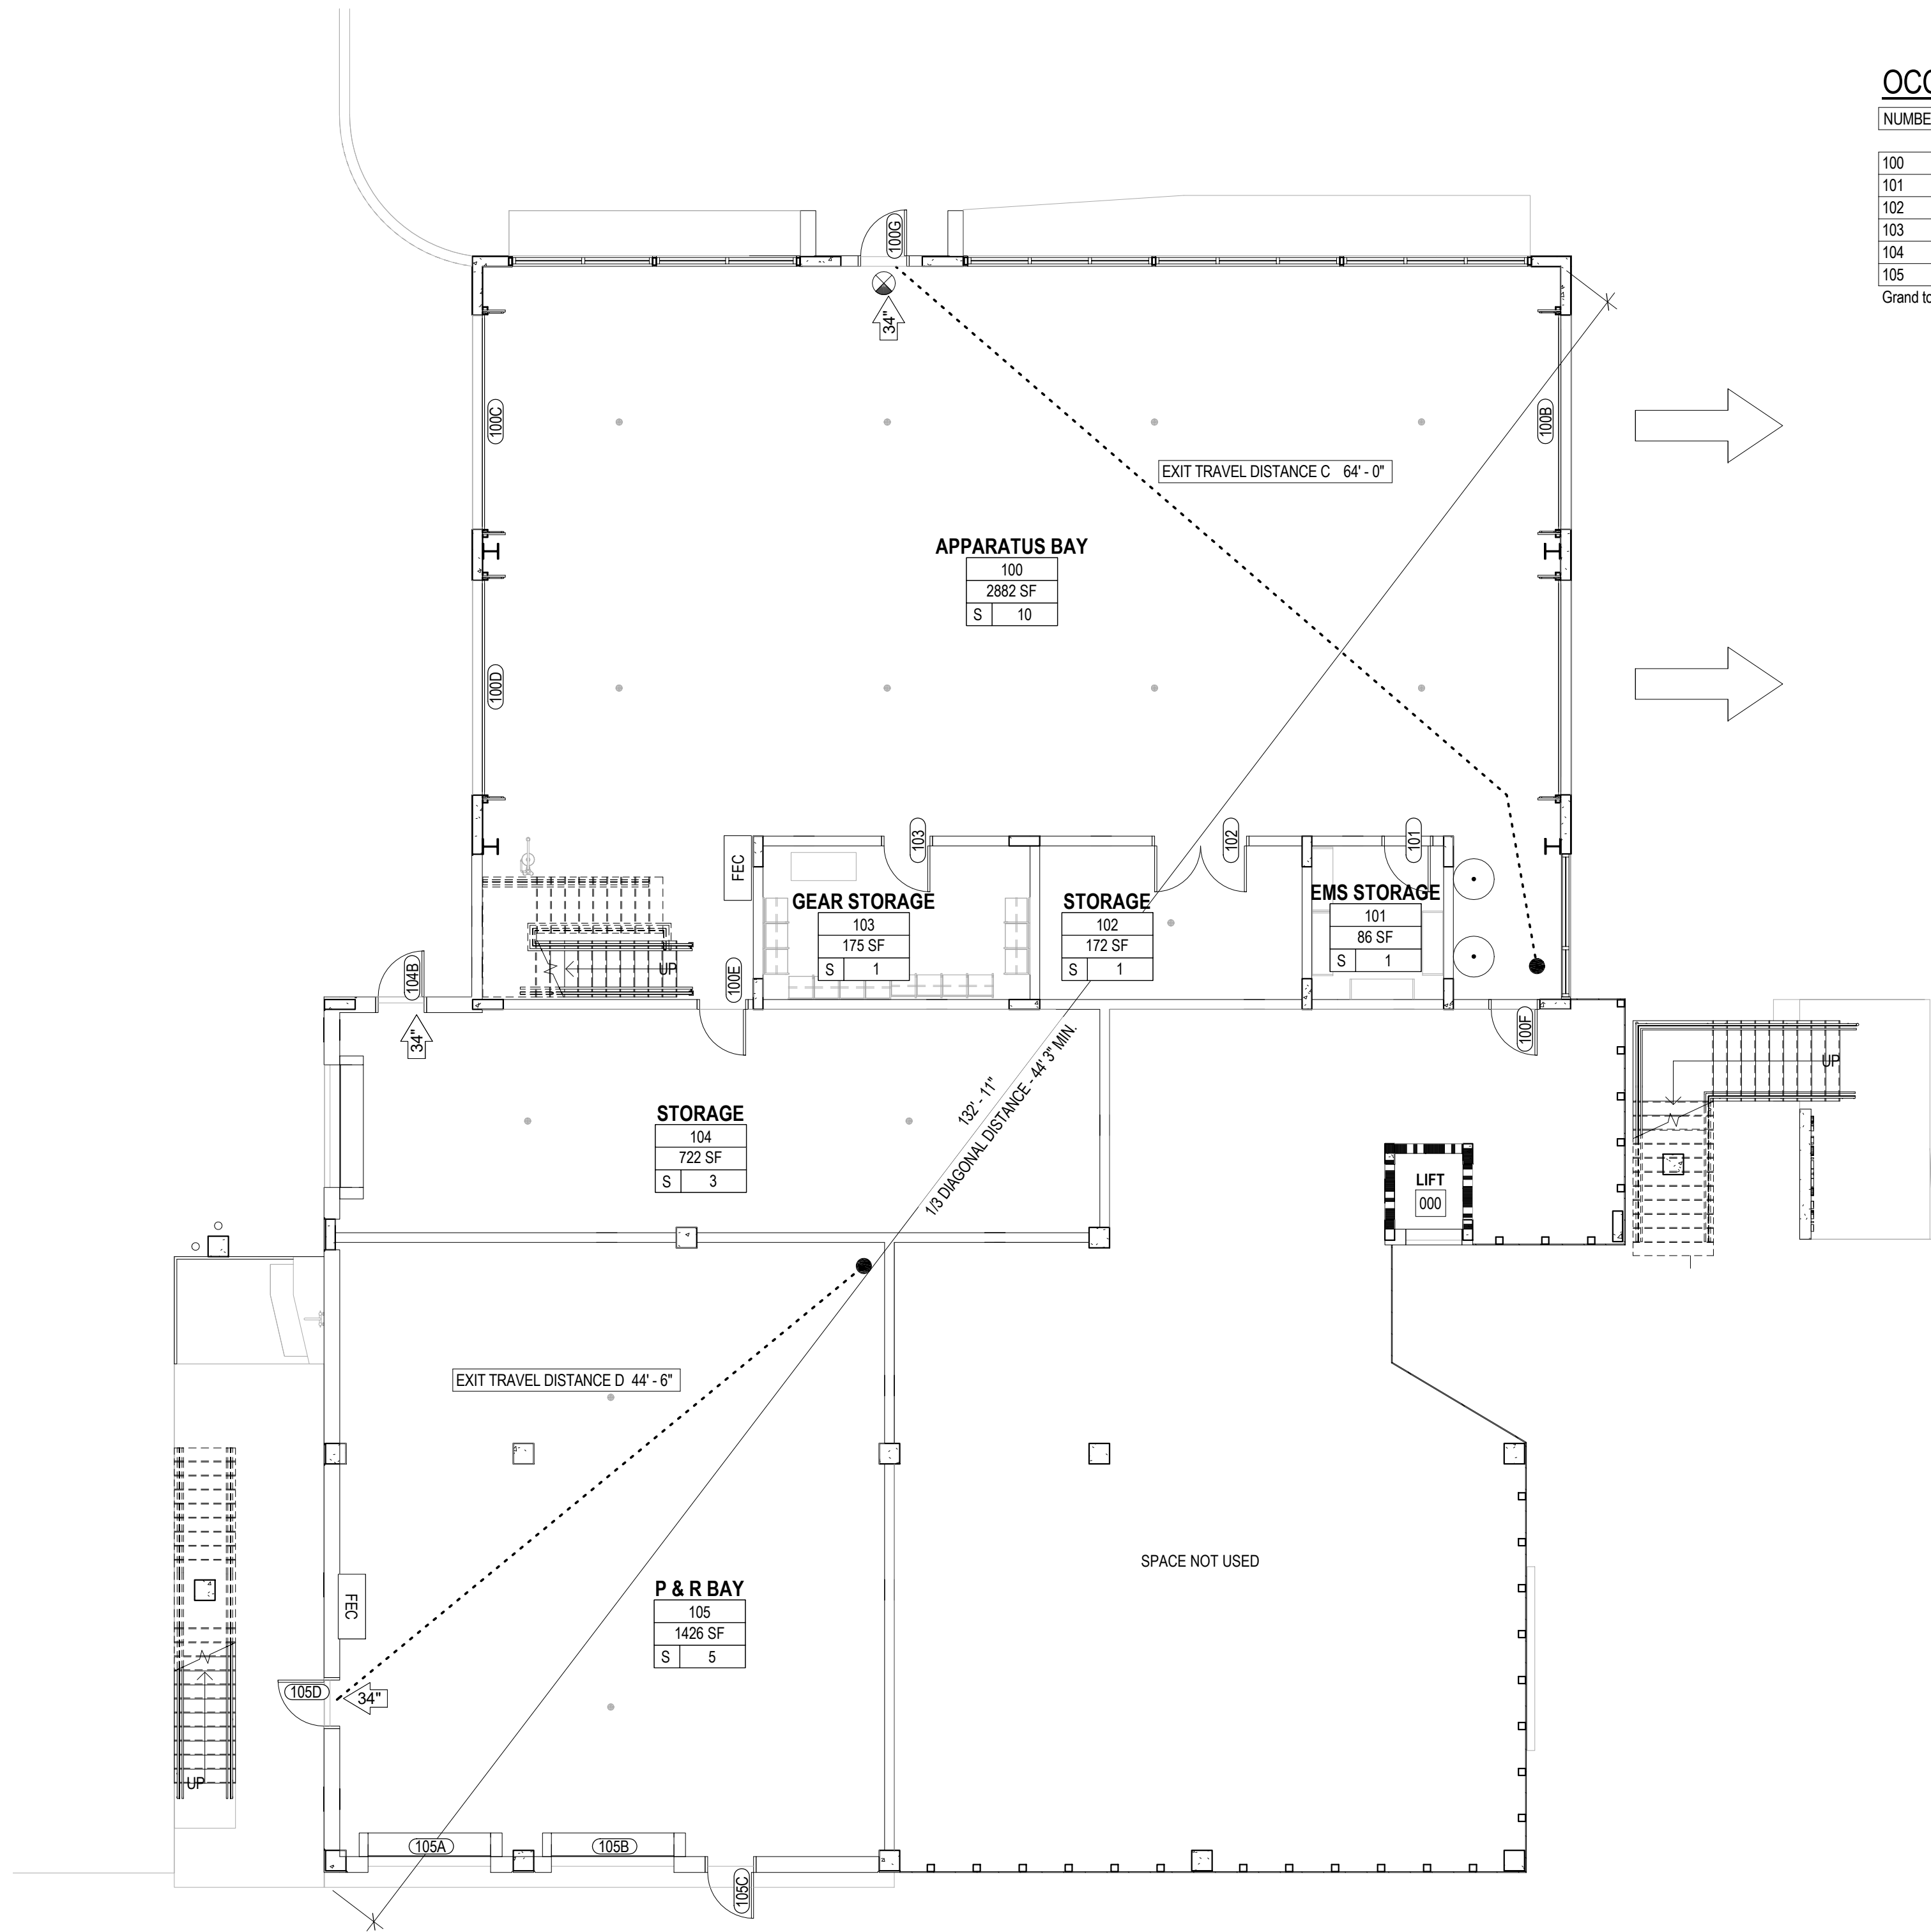 OCC
NUMBE
100
101
102
103
104
105
Grand to
100G
34"
100C
100B
EXIT TRAVEL DISTANCE C 64' - 0"
APPARATUS BAY
100
2882 SF
S 10
100D
FEC
103
102
101
GEAR STORAGE
103
175 SF
S 1
STORAGE
102
172 SF
S 1
EMS STORAGE
101
86 SF
S 1
UP
104B
100E
34"
100F
UP
132' - 11"
1/3 DIAGONAL DISTANCE - 44' 3" MIN.
STORAGE
104
722 SF
S 3
LIFT
000
EXIT TRAVEL DISTANCE D 44' - 6"
SPACE NOT USED
P & R BAY
105
1426 SF
S 5
FEC
105D
34"
UP
105A
105B
105C